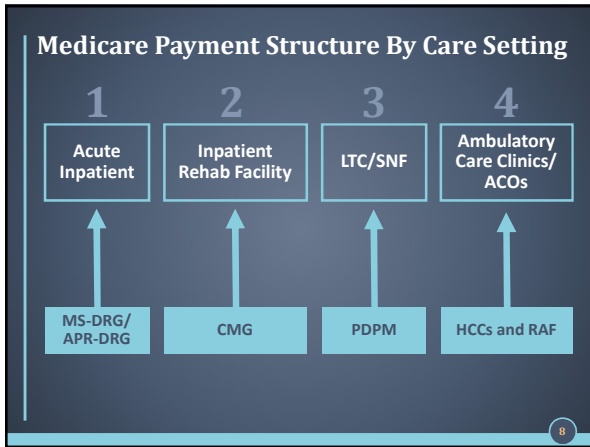 Medicare Payment Structure By Care Setting
1
2
3
4
Acute
Inpatient
Inpatient
Rehab Facility
LTC/SNF
Ambulatory
Care Clinics/
ACOs
MS-DRG/
APR-DRG
CMG
PDPM
HCCs and RAF
8